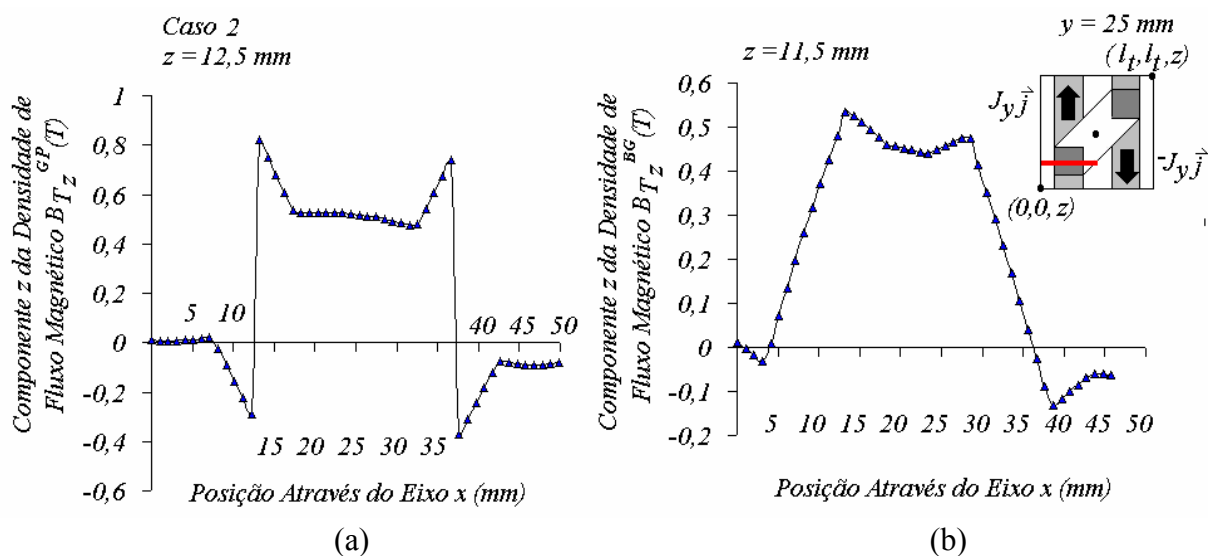 Caso 2
z = 12,5 mm
Componente z da Densidade de
Fluxo Magnético B_{T_z}^{GP}(T)
1
0,8
0,6
0,4
0,2
0
-0,2
-0,4
-0,6
5 10 40 45 50
15 20 25 30 35
Posição Através do Eixo x (mm)
(a)
z = 11,5 mm
y = 25 mm
(l_t, l_t, z)
J_y j⃗
-J_y j⃗
(0,0, z)
Componente z da Densidade de
Fluxo Magnético B_{T_z}^{BG}(T)
0,6
0,5
0,4
0,3
0,2
0,1
0
-0,1
-0,2
5 10 15 20 25 30 35 40 45 50
Posição Através do Eixo x (mm)
(b)